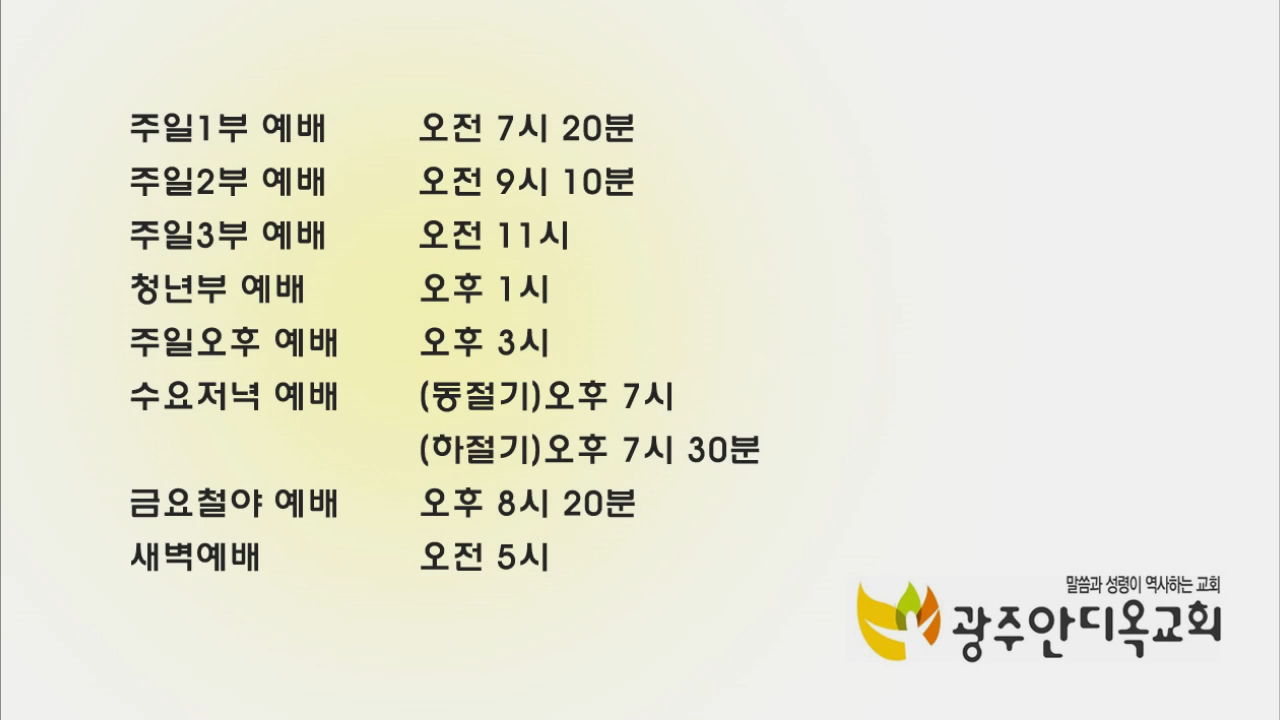 주일1부 예배 오전 7시 20분
주일2부 예배 오전 9시 10분
주일3부 예배 오전 11시
청년부 예배 오후 1시
주일오후 예배 오후 3시
수요저녁 예배 (동절기)오후 7시
(하절기)오후 7시 30분
금요철야 예배 오후 8시 20분
새벽예배 오전 5시
말씀과 성령이 역사하는 교회
광주안디옥교회